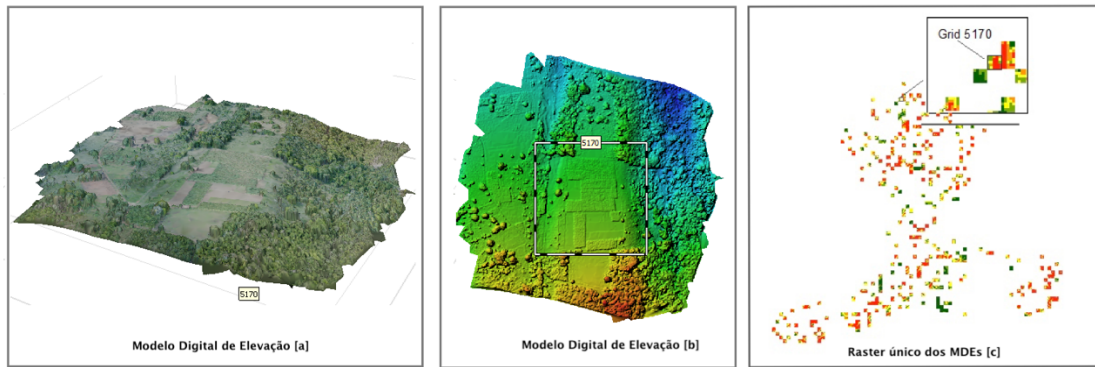 5170
Modelo Digital de Elevação [a]
5170
Modelo Digital de Elevação [b]
Grid 5170
Raster único dos MDEs [c]